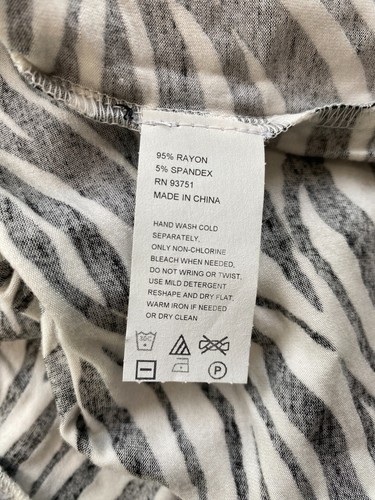 95% RAYON
5% SPANDEX
RN 93751
MADE IN CHINA
HAND WASH COLD
SEPARATELY,
ONLY NON-CHLORINE
BLEACH WHEN NEEDED,
DO NOT WRING OR TWIST,
USE MILD DETERGENT
RESHAPE AND DRY FLAT.
WARM IRON IF NEEDED
OR DRY CLEAN
30C
P